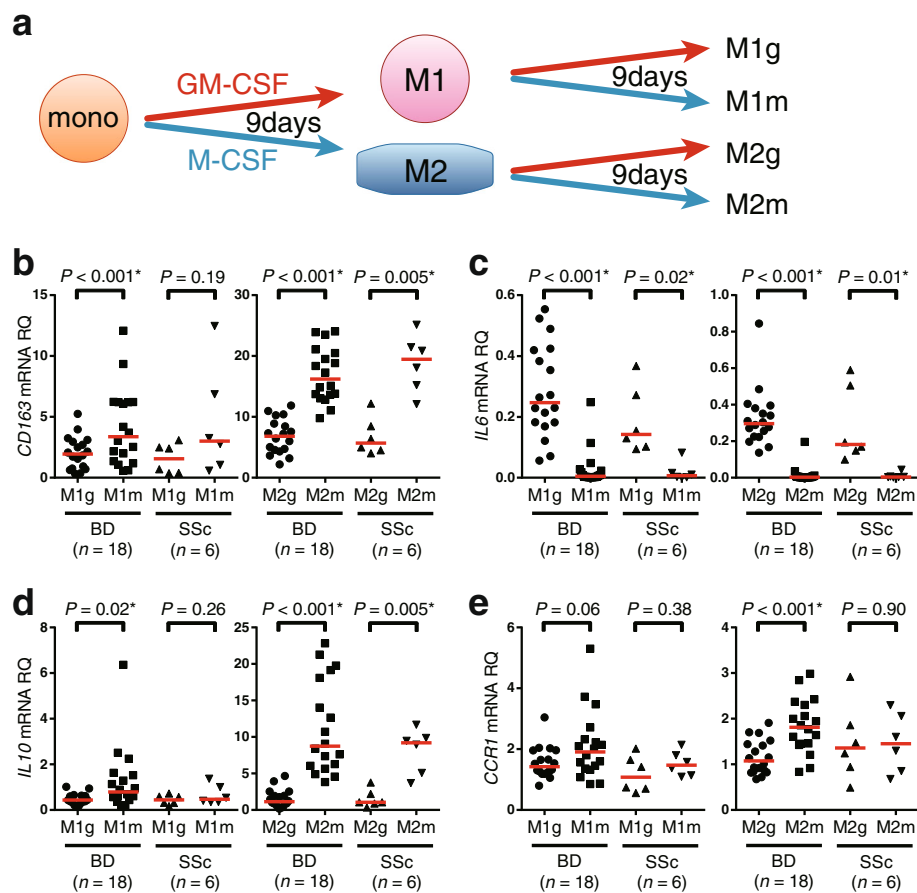 a
mono
GM-CSF
9days
M-CSF
M1
M2
9days
9days
M1g
M1m
M2g
M2m
b
P < 0.001*
P = 0.19
P < 0.001*
P = 0.005*
CD163 mRNA RQ
15
10
5
0
30
20
10
0
M1g M1m M1g M1m M2g M2m M2g M2m
BD SSc BD SSc
(n = 18) (n = 6) (n = 18) (n = 6)
c
P < 0.001*
P = 0.02*
P < 0.001*
P = 0.01*
IL6 mRNA RQ
0.6
0.4
0.2
0.0
1.0
0.8
0.6
0.4
0.2
0.0
M1g M1m M1g M1m M2g M2m M2g M2m
BD SSc BD SSc
(n = 18) (n = 6) (n = 18) (n = 6)
d
P = 0.02*
P = 0.26
P < 0.001*
P = 0.005*
IL10 mRNA RQ
8
6
4
2
0
25
20
15
10
5
0
M1g M1m M1g M1m M2g M2m M2g M2m
BD SSc BD SSc
(n = 18) (n = 6) (n = 18) (n = 6)
e
P = 0.06
P = 0.38
P < 0.001*
P = 0.90
CCR1 mRNA RQ
6
4
2
0
4
3
2
1
0
M1g M1m M1g M1m M2g M2m M2g M2m
BD SSc BD SSc
(n = 18) (n = 6) (n = 18) (n = 6)